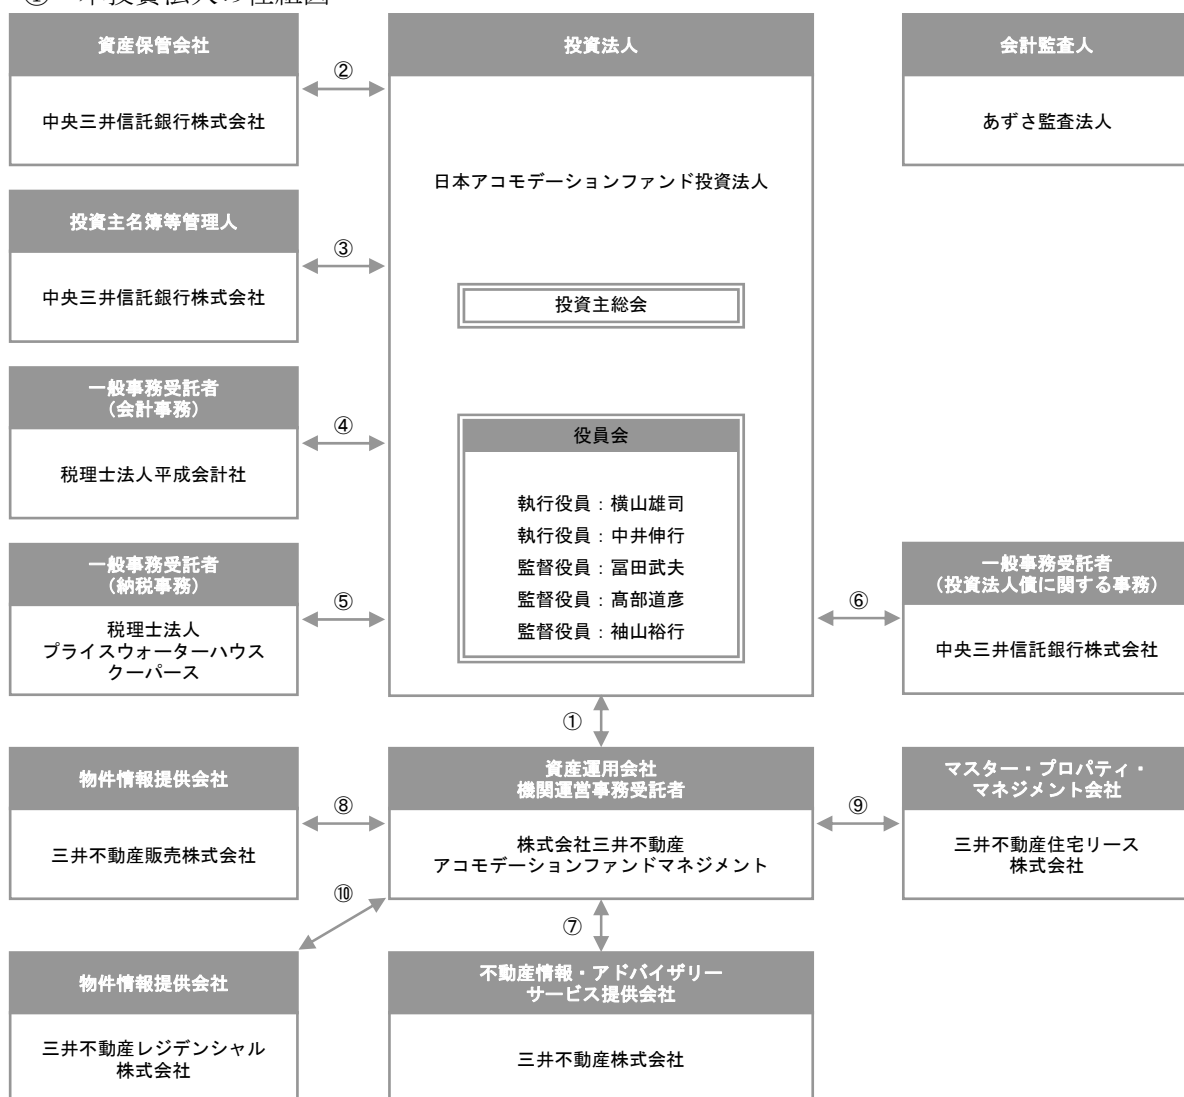 資産保管会社
②
中央三井信託銀行株式会社
投資法人
日本アコモデーションファンド投資法人
会計監査人
あずさ監査法人
投資主名簿等管理人
③
中央三井信託銀行株式会社
投資主総会
一般事務受託者
（会計事務）
④
税理士法人平成会計社
役員会
執行役員：横山雄司
執行役員：中井伸行
監督役員：冨田武夫
監督役員：髙部道彦
監督役員：袖山裕行
一般事務受託者
（納税事務）
⑤
税理士法人
プライスウォーターハウス
クーパース
⑥
一般事務受託者
（投資法人債に関する事務）
中央三井信託銀行株式会社
①
物件情報提供会社
⑧
三井不動産販売株式会社
資産運用会社
機関運営事務受託者
株式会社三井不動産
アコモデーションファンドマネジメント
⑨
マスター・プロパティ・
マネジメント会社
三井不動産住宅リース
株式会社
⑩
⑦
物件情報提供会社
三井不動産レジデンシャル
株式会社
不動産情報・アドバイザリー
サービス提供会社
三井不動産株式会社